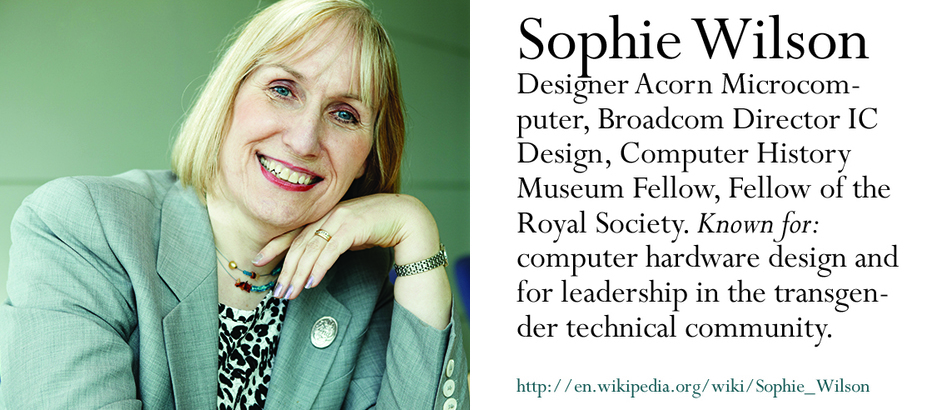 Sophie Wilson
Designer Acorn Microcom-
puter, Broadcom Director IC
Design, Computer History
Museum Fellow, Fellow of the
Royal Society. Known for:
computer hardware design and
for leadership in the transgen-
der technical community.
http://en.wikipedia.org/wiki/Sophie_Wilson